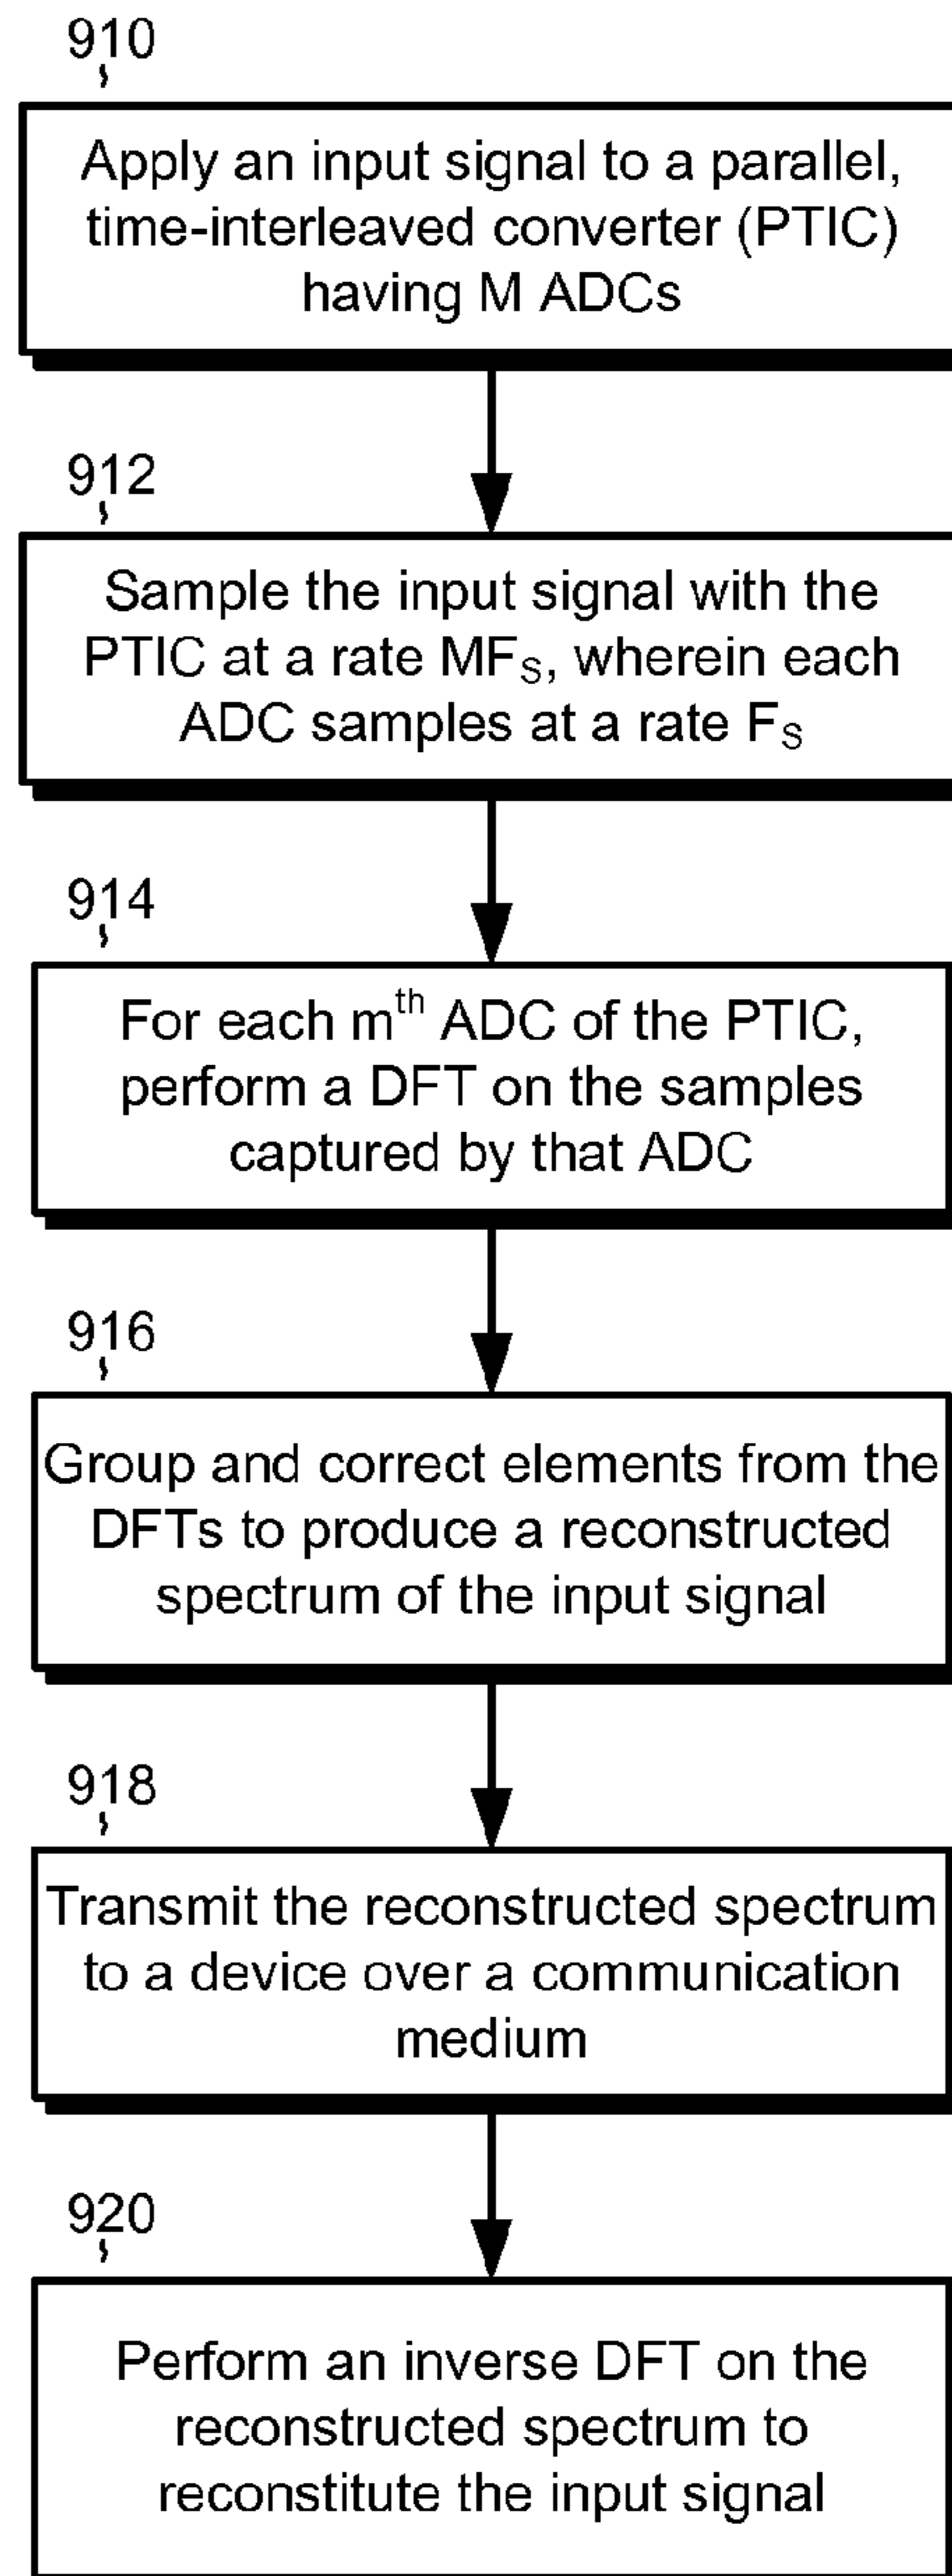 910
Apply an input signal to a parallel,
time-interleaved converter (PTIC)
having M ADCs
912
Sample the input signal with the
PTIC at a rate MFS, wherein each
ADC samples at a rate FS
914
For each mth ADC of the PTIC,
perform a DFT on the samples
captured by that ADC
916
Group and correct elements from the
DFTs to produce a reconstructed
spectrum of the input signal
918
Transmit the reconstructed spectrum
to a device over a communication
medium
920
Perform an inverse DFT on the
reconstructed spectrum to
reconstitute the input signal